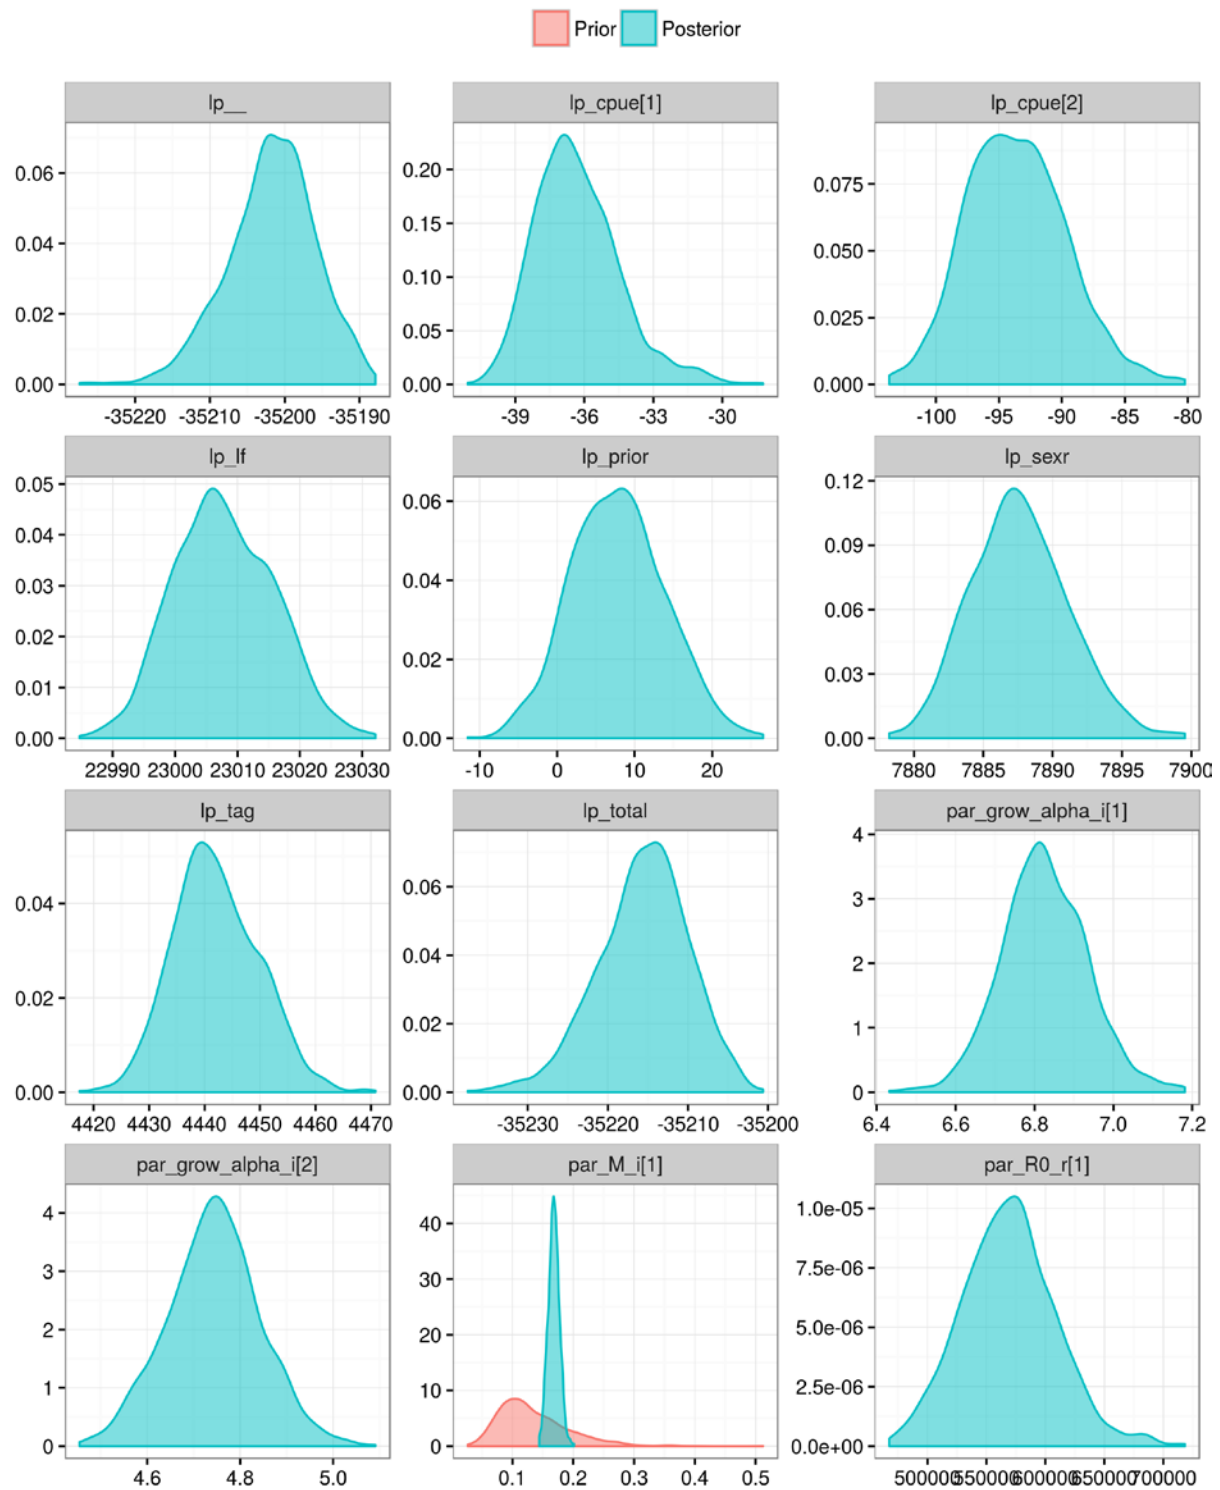 Prior Posterior
lp__ lp_cpue[1] lp_cpue[2]
0.06 0.04 0.02 0.00
-35220 -35210 -35200 -35190
0.20 0.15 0.10 0.05 0.00
-39 -36 -33 -30
0.075 0.050 0.025 0.000
-100 -95 -90 -85 -80
lp_lf lp_prior lp_sexr
0.05 0.04 0.03 0.02 0.01 0.00
22990 23000 23010 23020 23030
0.06 0.04 0.02 0.00
-10 0 10 20
0.12 0.09 0.06 0.03 0.00
7880 7885 7890 7895 7900
lp_tag lp_total par_grow_alpha_i[1]
0.04 0.02 0.00
4420 4430 4440 4450 4460 4470
0.06 0.04 0.02 0.00
-35230 -35220 -35210 -35200
4 3 2 1 0
6.4 6.6 6.8 7.0 7.2
par_grow_alpha_i[2] par_M_i[1] par_R0_r[1]
4 3 2 1 0
4.6 4.8 5.0
40 30 20 10 0
0.1 0.2 0.3 0.4 0.5
1.0e-05 7.5e-06 5.0e-06 2.5e-06 0.0e+00
500000 550000 600000 650000 700000